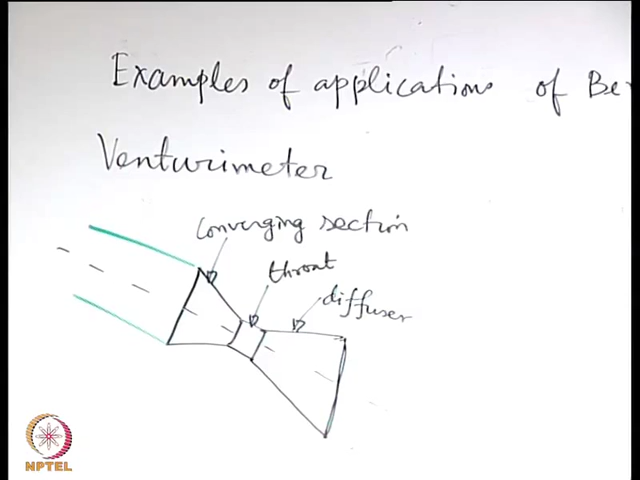 Examples of applications of Be
Venturimeter
Converging section
throat
diffuser
NPTEL